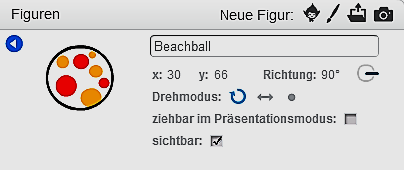 Figuren Neue Figur:
Beachball
x: 30 y: 66 Richtung: 90°
Drehmodus:
ziehbar im Präsentationsmodus:
sichtbar: